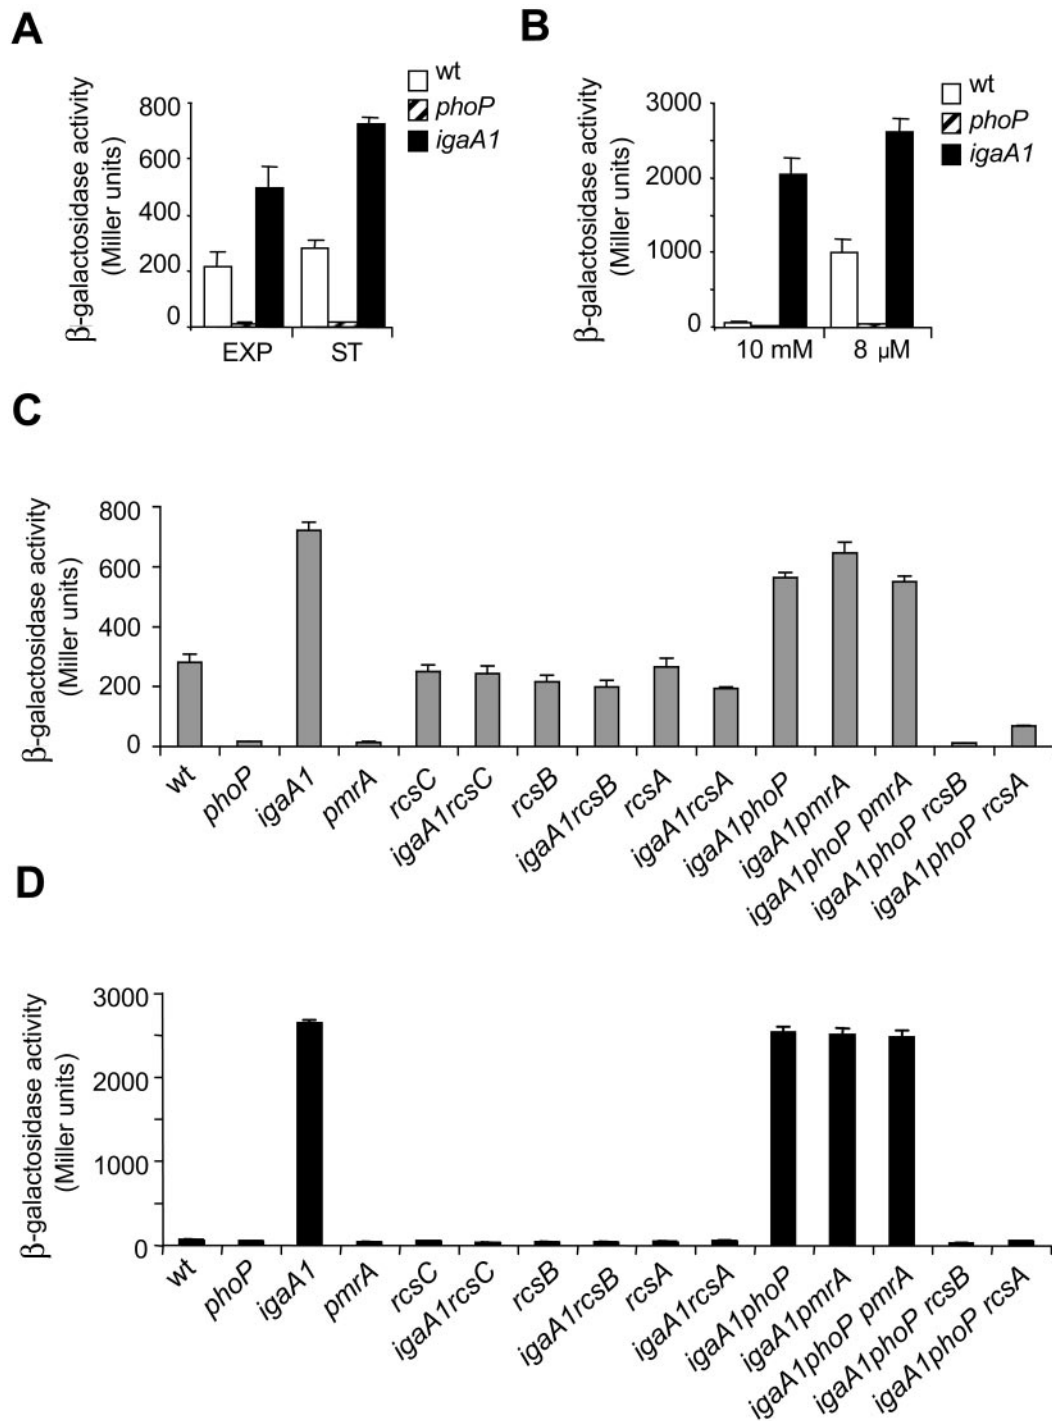 A
β-galactosidase activity
(Miller units)
800
600
400
200
0
EXP
ST
wt
phoP
igaA1
B
β-galactosidase activity
(Miller units)
3000
2000
1000
0
10 mM
8 µM
wt
phoP
igaA1
C
β-galactosidase activity
(Miller units)
800
600
400
200
0
wt
phoP
igaA1
pmrA
rcsC
igaA1rcsC
rcsB
igaA1rcsB
rcsA
igaA1rcsA
igaA1phoP
igaA1pmrA
igaA1phoP pmrA
igaA1phoP rcsB
igaA1phoP rcsA
D
β-galactosidase activity
(Miller units)
3000
2000
1000
0
wt
phoP
igaA1
pmrA
rcsC
igaA1rcsC
rcsB
igaA1rcsB
rcsA
igaA1rcsA
igaA1phoP
igaA1pmrA
igaA1phoP pmrA
igaA1phoP rcsB
igaA1phoP rcsA